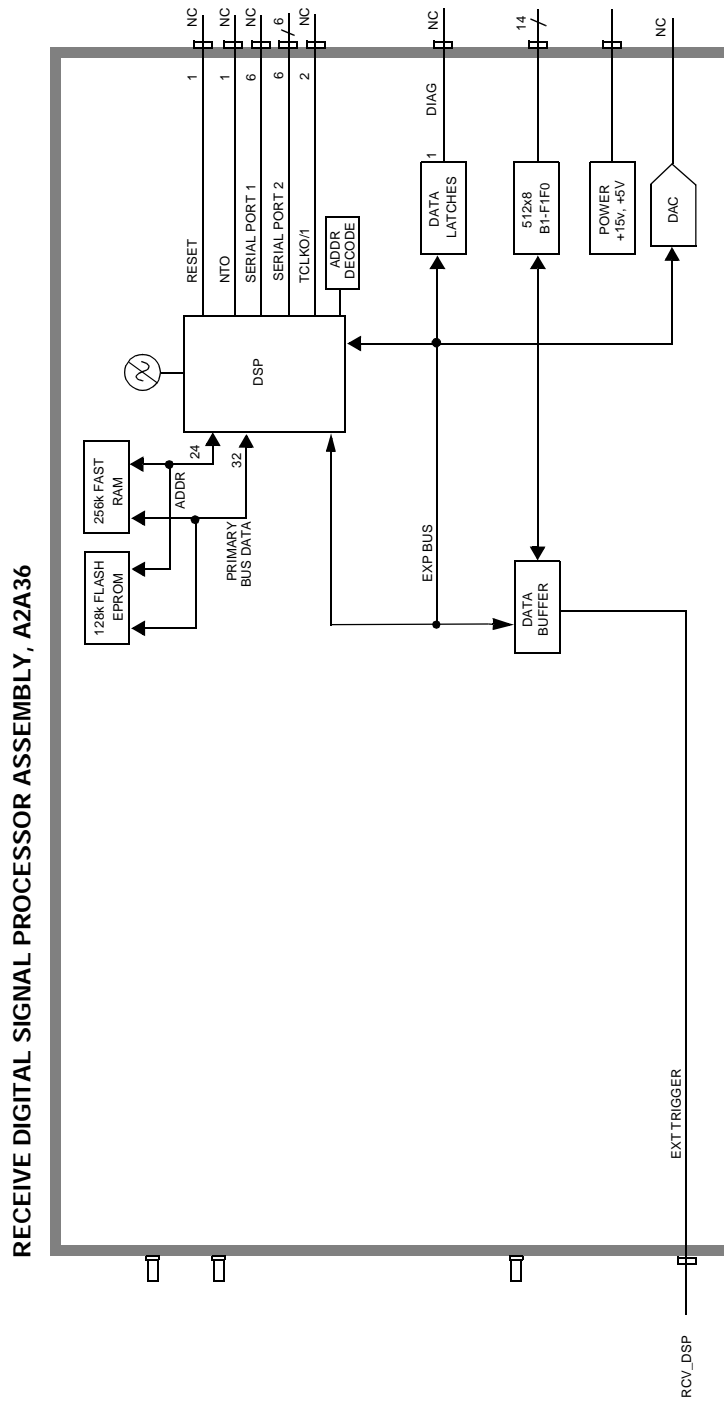 RECEIVE DIGITAL SIGNAL PROCESSOR ASSEMBLY, A2A36
128k FLASH
EPROM
256k FAST
RAM
ADDR
24
PRIMARY
BUS DATA
32
DSP
RESET
1
NC
NTO
1
NC
SERIAL PORT 1
6
NC
SERIAL PORT 2
6
6
TCLKO/1
2
NC
ADDR
DECODE
EXP BUS
DATA
LATCHES
1
DIAG
NC
DATA
BUFFER
512x8
B1-F1F0
14
POWER
+15v, +5V
DAC
NC
EXT TRIGGER
RCV_DSP